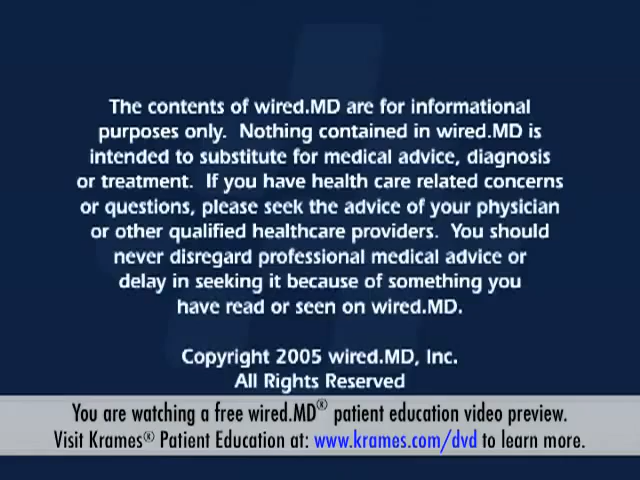 The contents of wired.MD are for informational
purposes only.  Nothing contained in wired.MD is
intended to substitute for medical advice, diagnosis
or treatment.  If you have health care related concerns
or questions, please seek the advice of your physician
or other qualified healthcare providers.  You should
never disregard professional medical advice or
delay in seeking it because of something you
have read or seen on wired.MD.
Copyright 2005 wired.MD, Inc.
All Rights Reserved
You are watching a free wired.MD® patient education video preview.
Visit Krames® Patient Education at: www.krames.com/dvd to learn more.